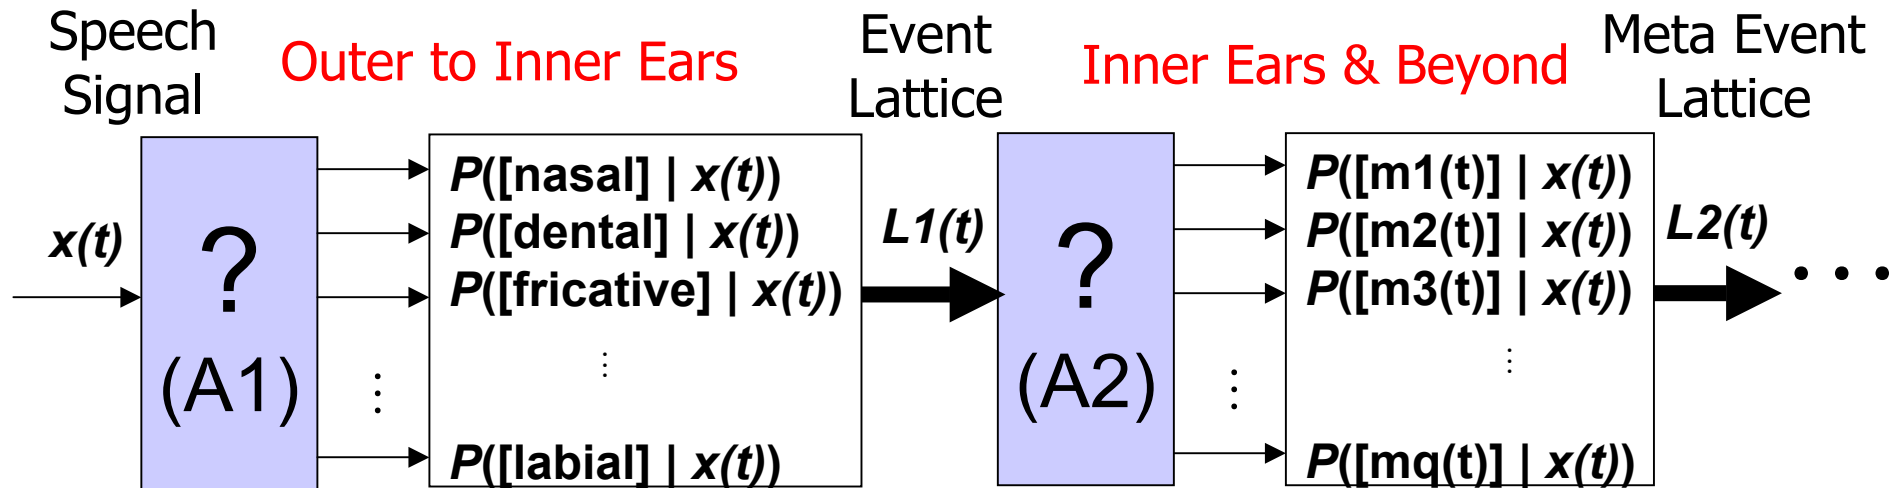 Speech
Signal
Outer to Inner Ears
Event
Lattice
Inner Ears & Beyond
Meta Event
Lattice
x(t)
?
(A1)
⋮
P([nasal] | x(t))
P([dental] | x(t))
P([fricative] | x(t))
⋮
P([labial] | x(t))
L1(t)
?
(A2)
⋮
P([m1(t)] | x(t))
P([m2(t)] | x(t))
P([m3(t)] | x(t))
⋮
P([mq(t)] | x(t))
L2(t)
• • •